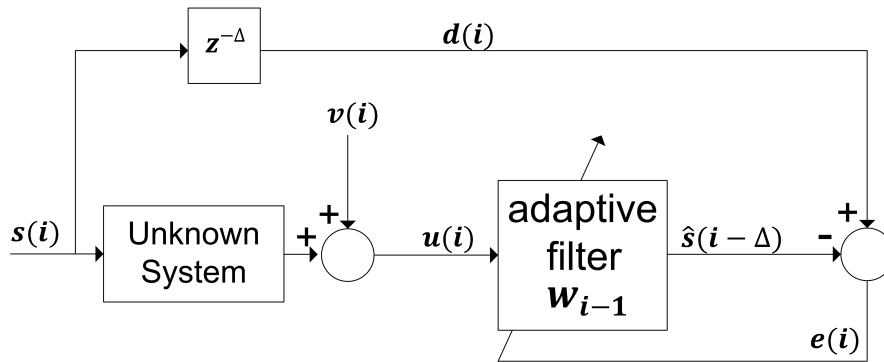 z^{-Δ}
d(i)
v(i)
s(i)
Unknown
System
+
+
u(i)
adaptive
filter
w_{i-1}
ŝ(i − Δ)
+
-
e(i)